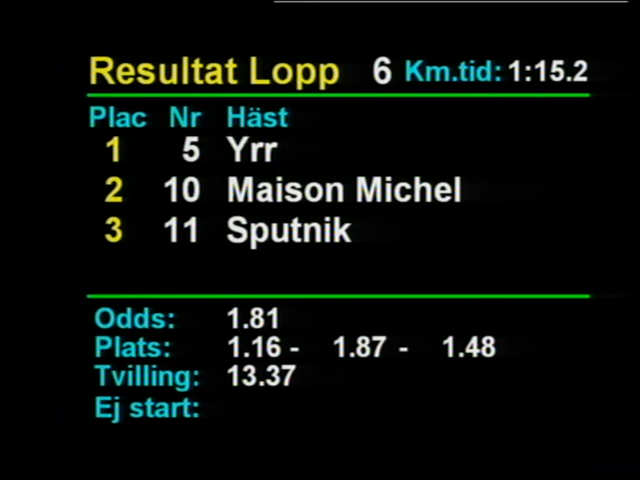 Resultat Lopp 6 Km.tid: 1:15.2
Plac Nr Häst
1 5 Yrr
2 10 Maison Michel
3 11 Sputnik
Odds: 1.81
Plats: 1.16 - 1.87 - 1.48
Tvilling: 13.37
Ej start: